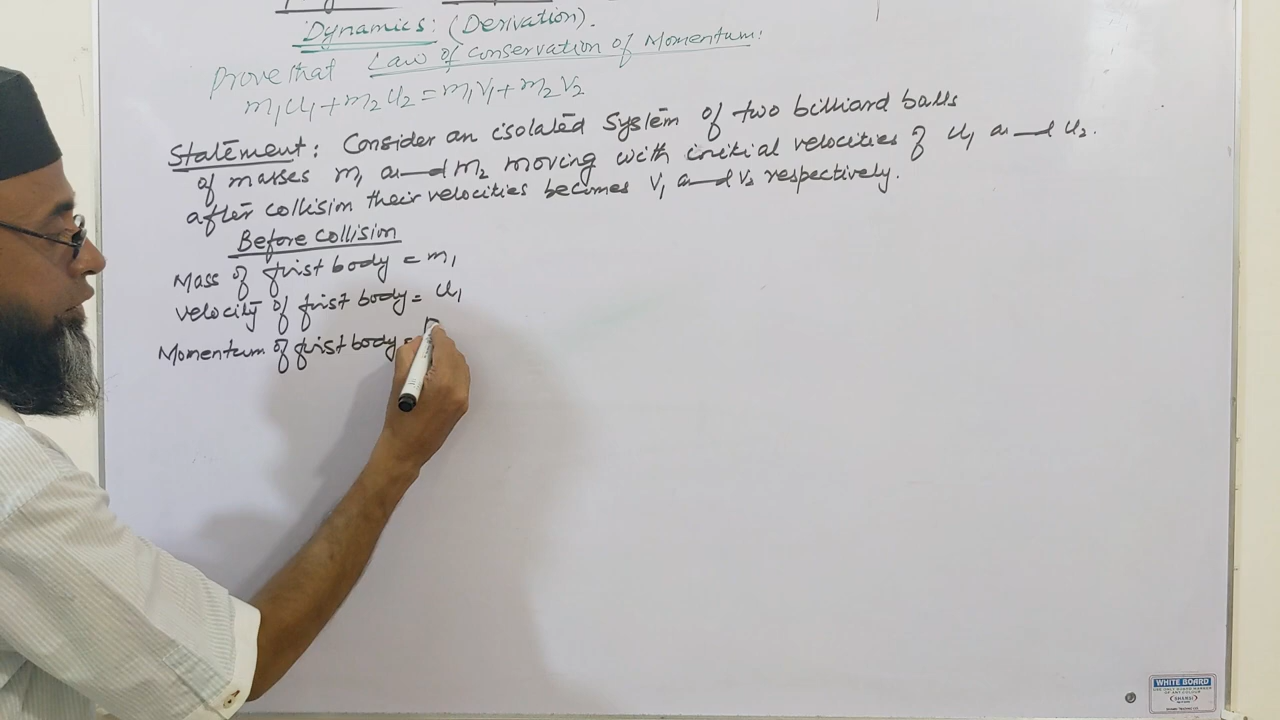 Dynamics: (Derivation).
Prove that Law of conservation of Momentum:
m₁U₁+m₂U₂=m₁V₁+m₂V₂
Statement: Consider an isolated System of two billiard balls
of masses m₁ and m₂ moving with initial velocities of U₁ and U₂.
after collision their velocities becomes V₁ and V₂ respectively.
Before Collision
Mass of first body = m₁
velocity of first body = U₁
Momentum of first body =
WHITE BOARD